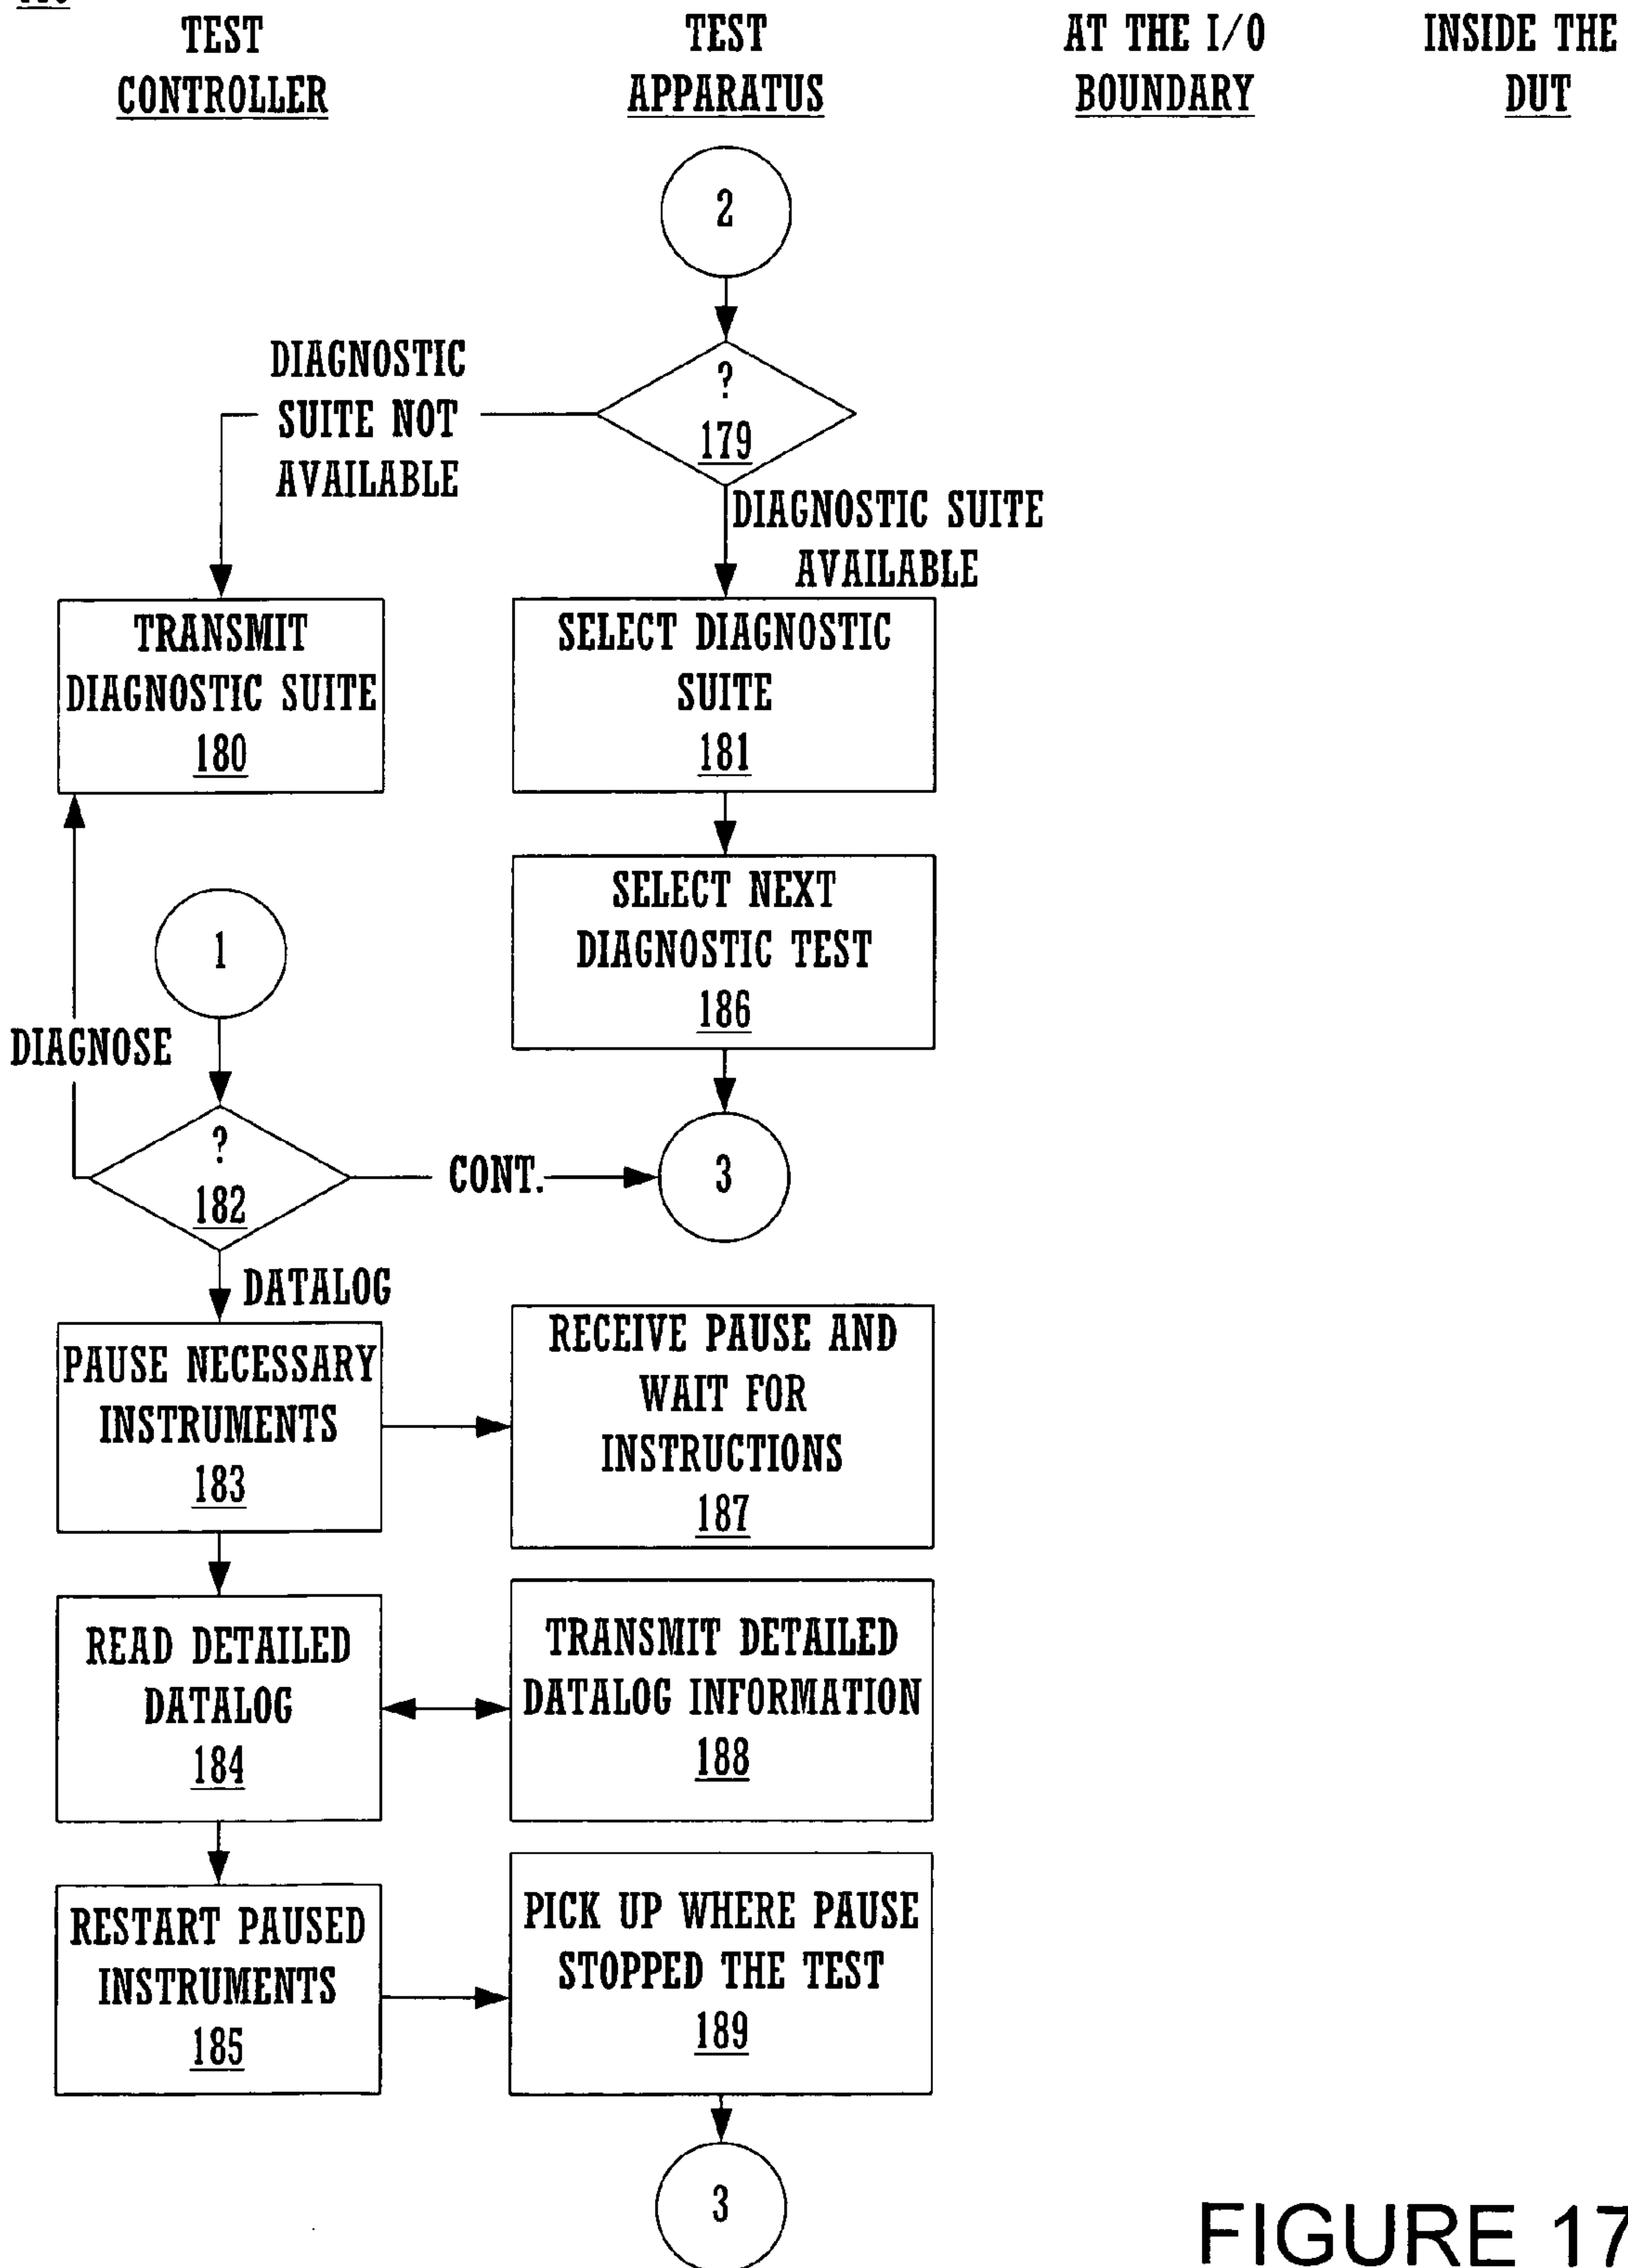 TEST
CONTROLLER
TEST
APPARATUS
AT THE I/O
BOUNDARY
INSIDE THE
DUT
2
?
179
DIAGNOSTIC
SUITE NOT
AVAILABLE
DIAGNOSTIC SUITE
AVAILABLE
TRANSMIT
DIAGNOSTIC SUITE
180
SELECT DIAGNOSTIC
SUITE
181
SELECT NEXT
DIAGNOSTIC TEST
186
1
DIAGNOSE
?
182
CONT.
3
DATALOG
PAUSE NECESSARY
INSTRUMENTS
183
RECEIVE PAUSE AND
WAIT FOR
INSTRUCTIONS
187
READ DETAILED
DATALOG
184
TRANSMIT DETAILED
DATALOG INFORMATION
188
RESTART PAUSED
INSTRUMENTS
185
PICK UP WHERE PAUSE
STOPPED THE TEST
189
3
FIGURE 17